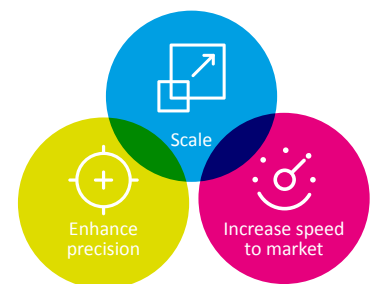 Scale
Enhance
precision
Increase speed
to market